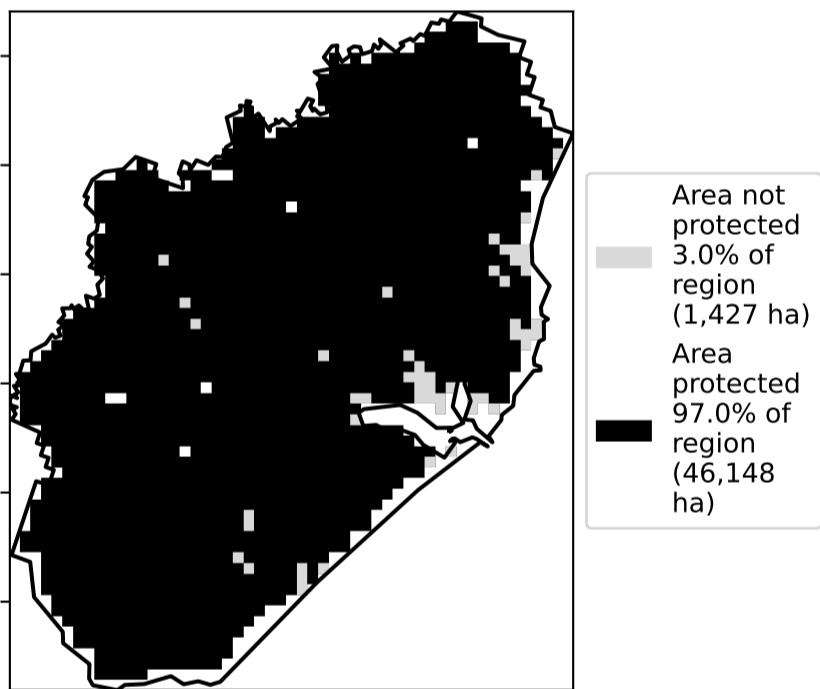 Area not
protected
3.0% of
region
(1,427 ha)
Area
protected
97.0% of
region
(46,148
ha)